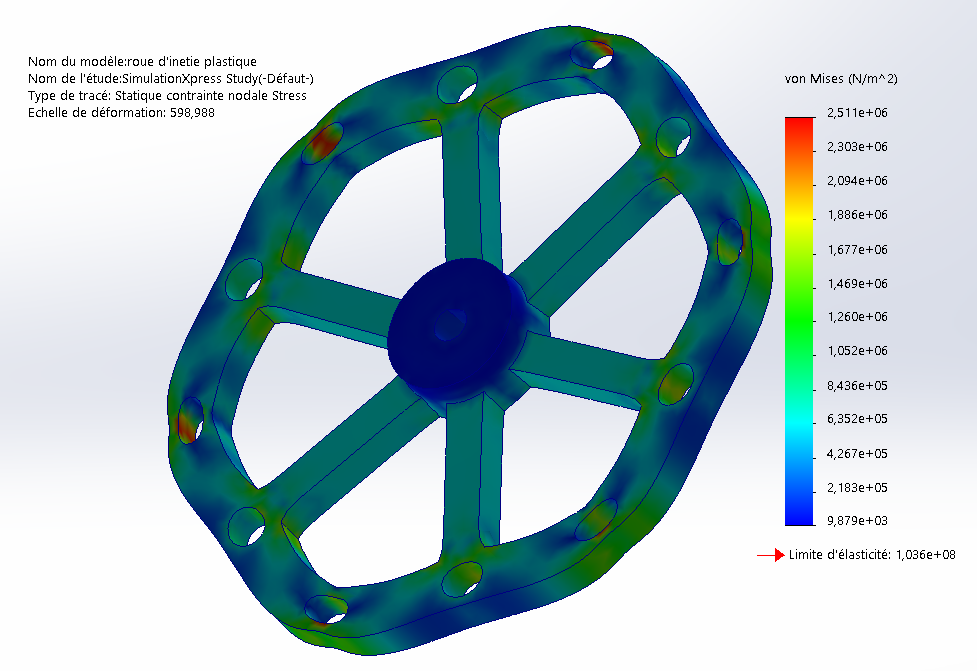 Nom du modèle:roue d'inetie plastique
Nom de l'étude:SimulationXpress Study(-Défaut-)
Type de tracé: Statique contrainte nodale Stress
Echelle de déformation: 598,988
von Mises (N/m^2)
2,511e+06
2,303e+06
2,094e+06
1,886e+06
1,677e+06
1,469e+06
1,260e+06
1,052e+06
8,436e+05
6,352e+05
4,267e+05
2,183e+05
9,879e+03
Limite d'élasticité: 1,036e+08